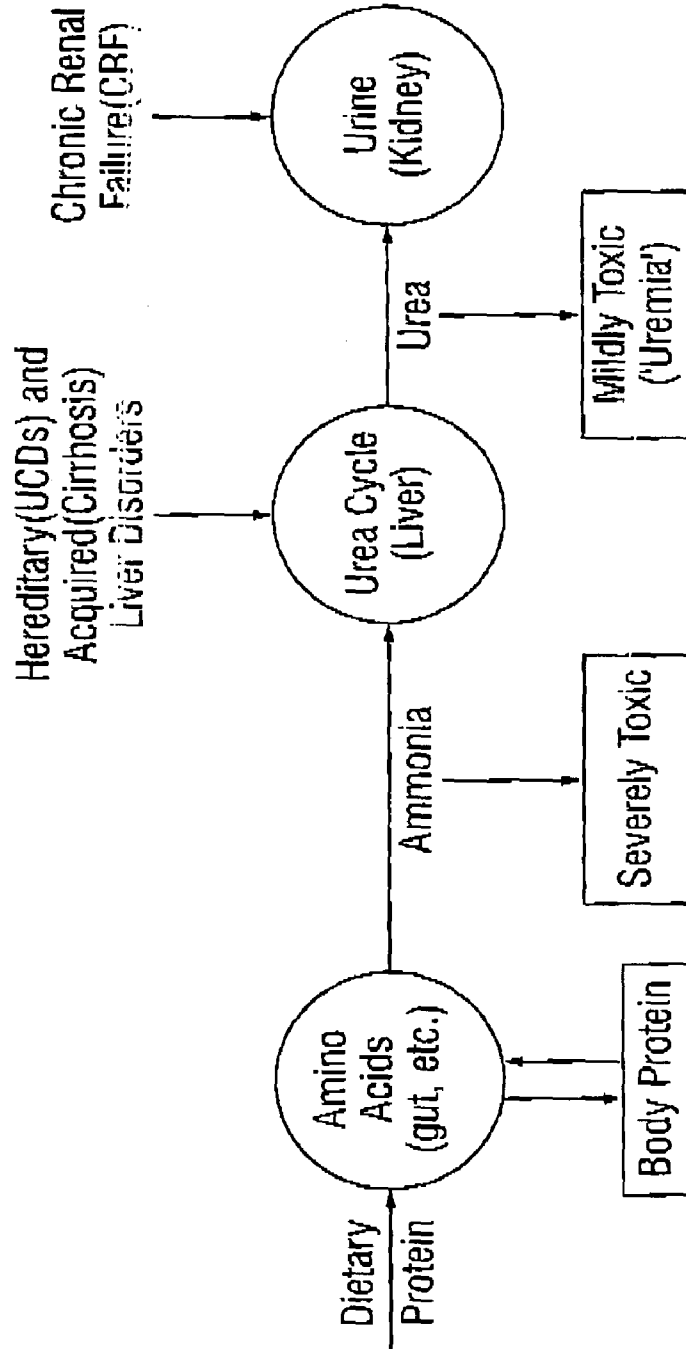 Dietary
Protein
Amino
Acids
(gut, etc.)
Body Protein
Ammonia
Severely Toxic
Hereditary(UCDs) and
Acquired(Cirrhosis)
Liver Disorders
Urea Cycle
(Liver)
Urea
Mildly Toxic
('Uremia')
Chronic Renal
Failure(CRF)
Urine
(Kidney)